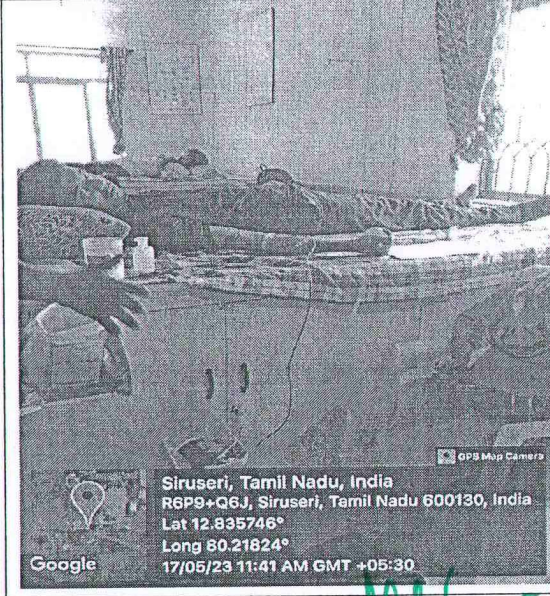 GPS Map Camera
Siruseri, Tamil Nadu, India
R6P9+Q6J, Siruseri, Tamil Nadu 600130, India
Lat 12.835746°
Long 80.21824°
17/05/23 11:41 AM GMT +05:30
Google